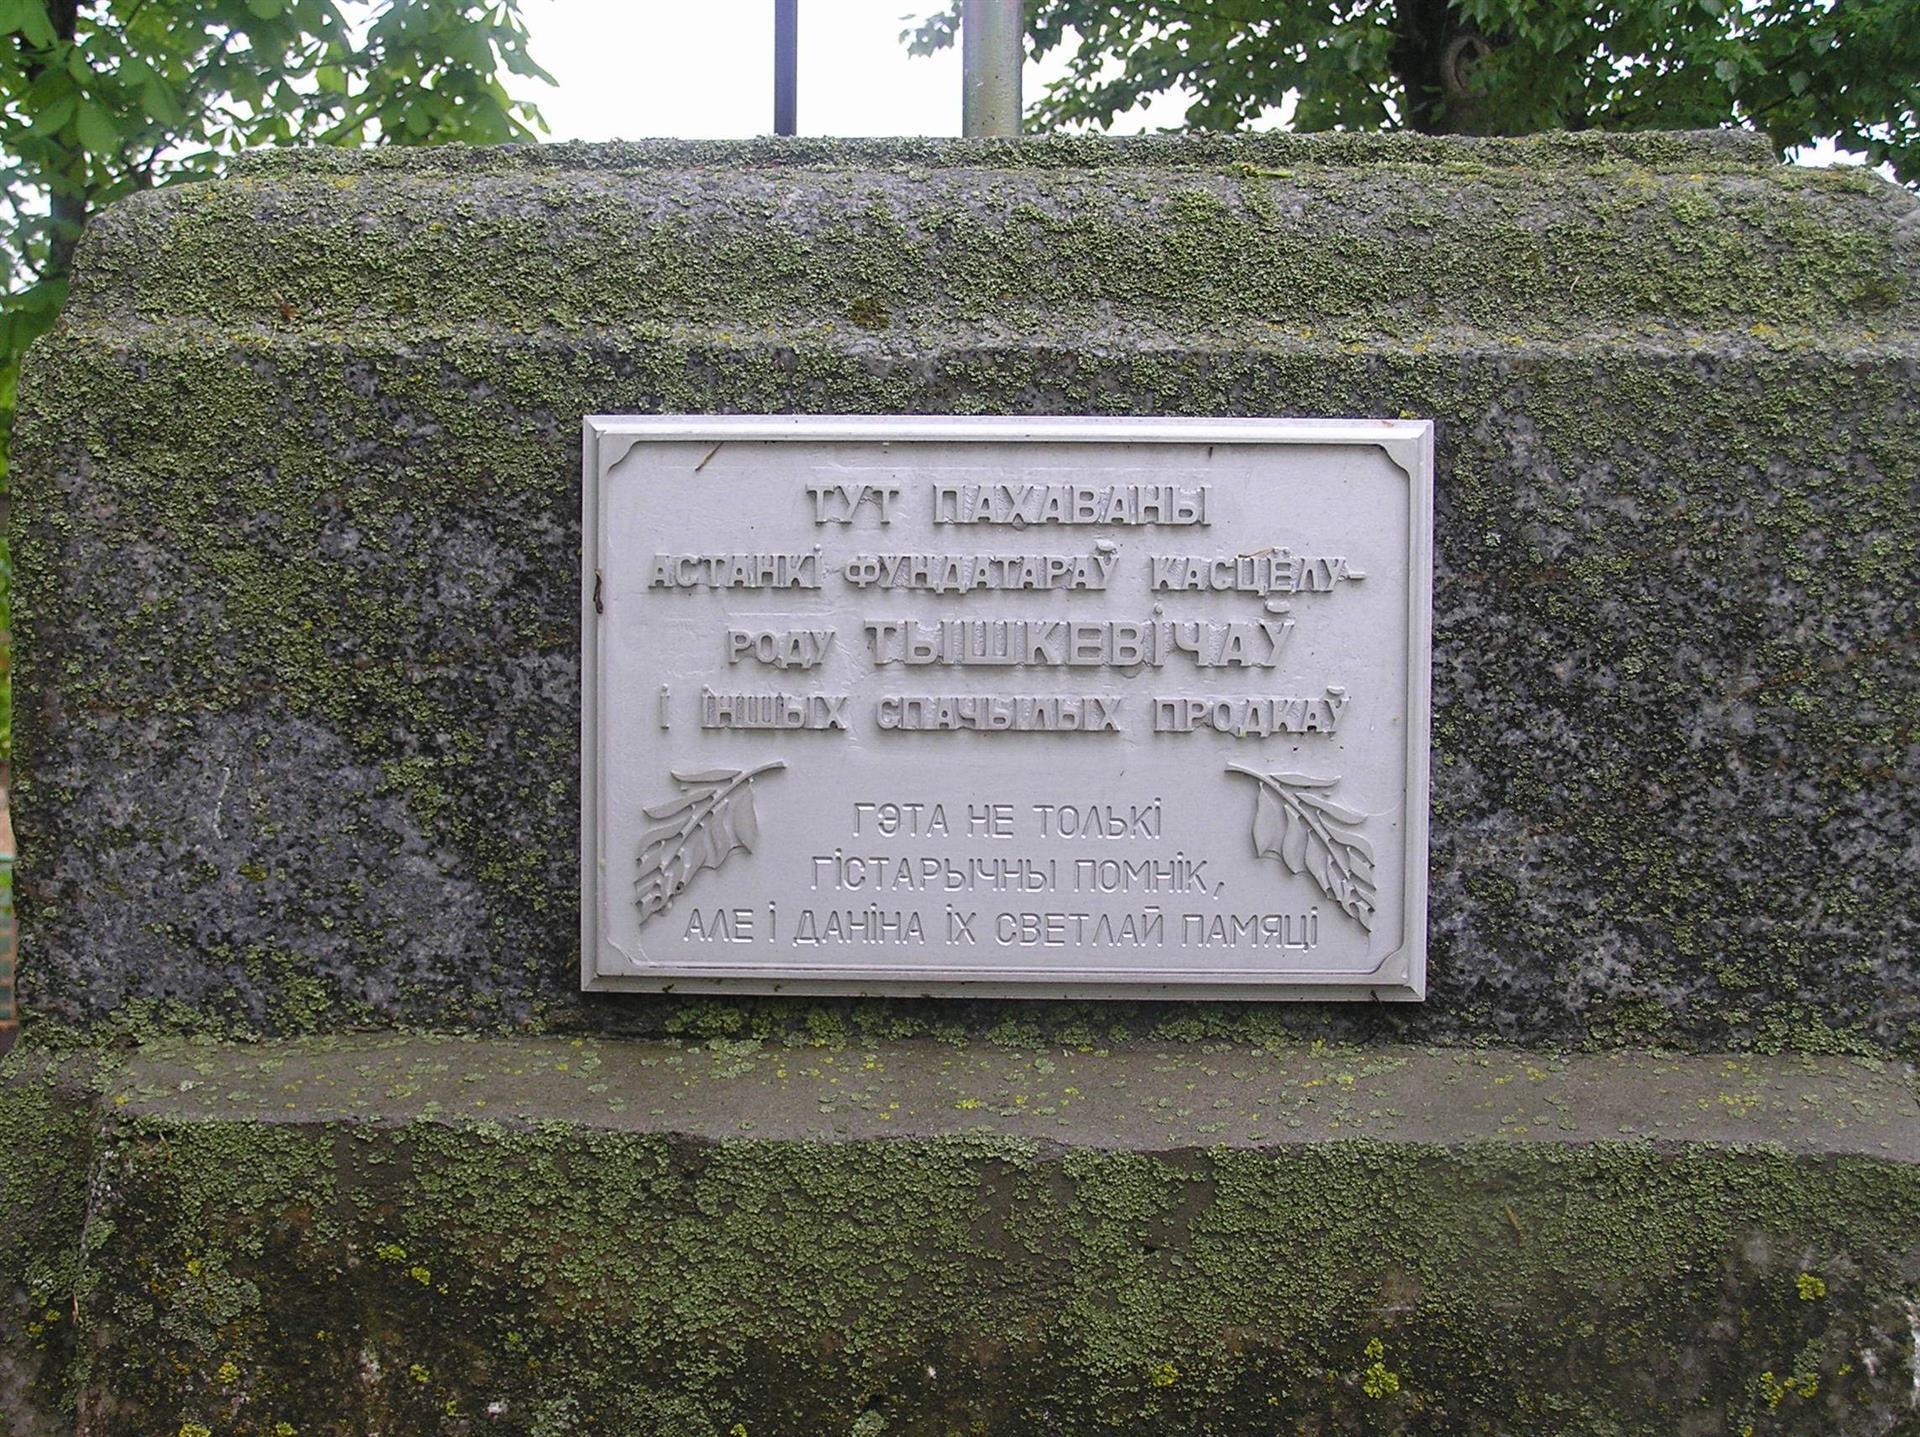 ТУТ ПАХАВАНЫ
АСТАНКІ ФУНДАТАРАЎ КАСЦЁЛУ-
РОДУ ТЫШКЕВІЧАЎ
І ІНШЫХ СПАЧЫЛЫХ ПРОДКАЎ
ГЭТА НЕ ТОЛЬКІ
ГІСТАРЫЧНЫ ПОМНІК,
АЛЕ І ДАНІНА ІХ СВЕТЛАЙ ПАМЯЦІ